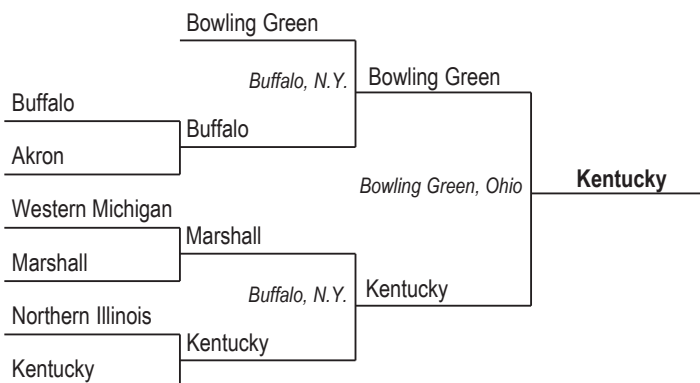 Bowling Green
Buffalo, N.Y.
Bowling Green
Buffalo
Buffalo
Akron
Bowling Green, Ohio
Kentucky
Western Michigan
Marshall
Marshall
Buffalo, N.Y.
Kentucky
Northern Illinois
Kentucky
Kentucky